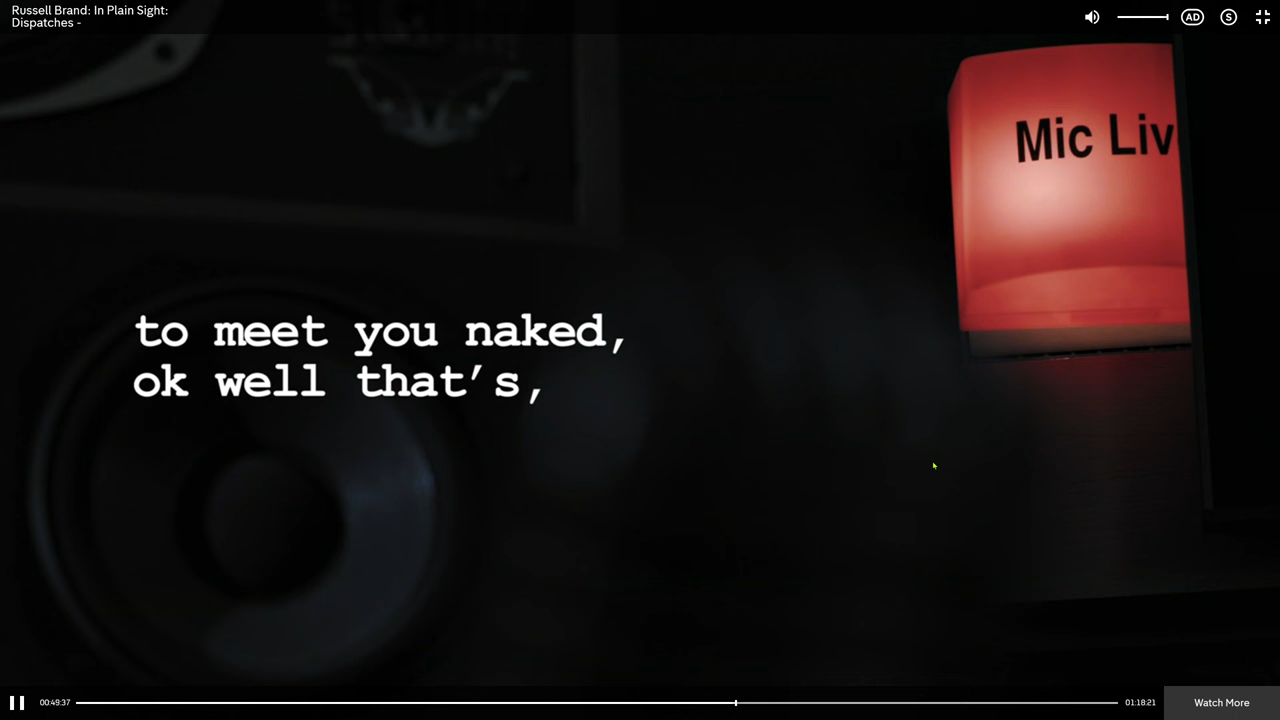 Russell Brand: In Plain Sight:
Dispatches -
AD
S
Mic Liv
to meet you naked,
ok well that's,
00:49:37
01:18:21
Watch More